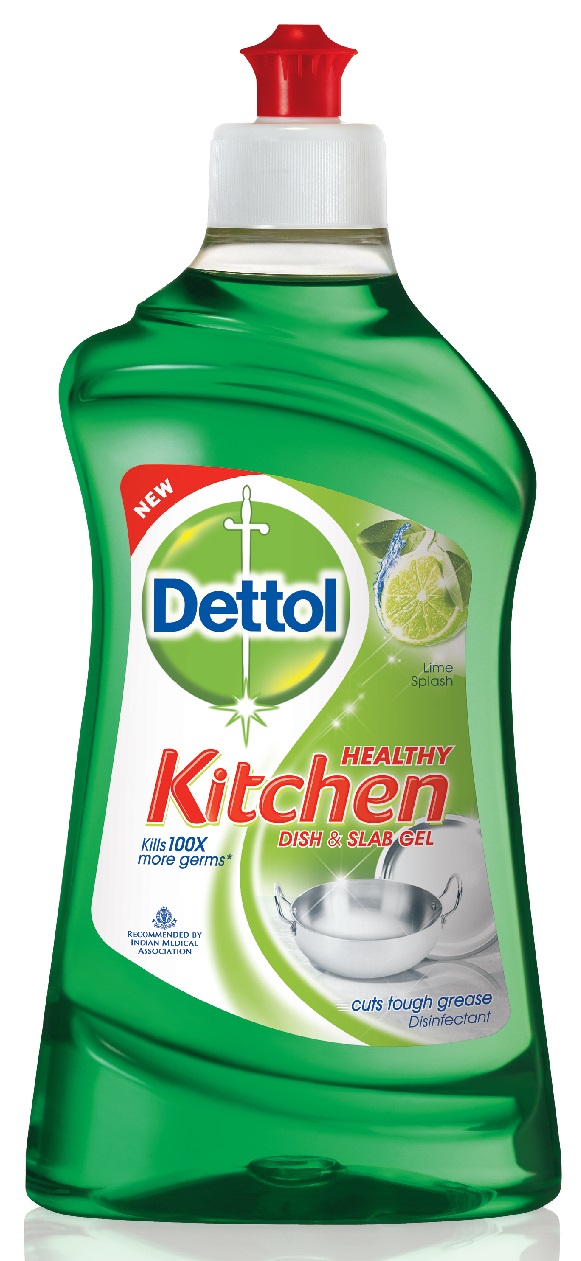 NEW
Dettol
Lime
Splash
HEALTHY
Kitchen
DISH & SLAB GEL
Kills 100X
more germs*
RECOMMENDED BY
INDIAN MEDICAL
ASSOCIATION
cuts tough grease
Disinfectant